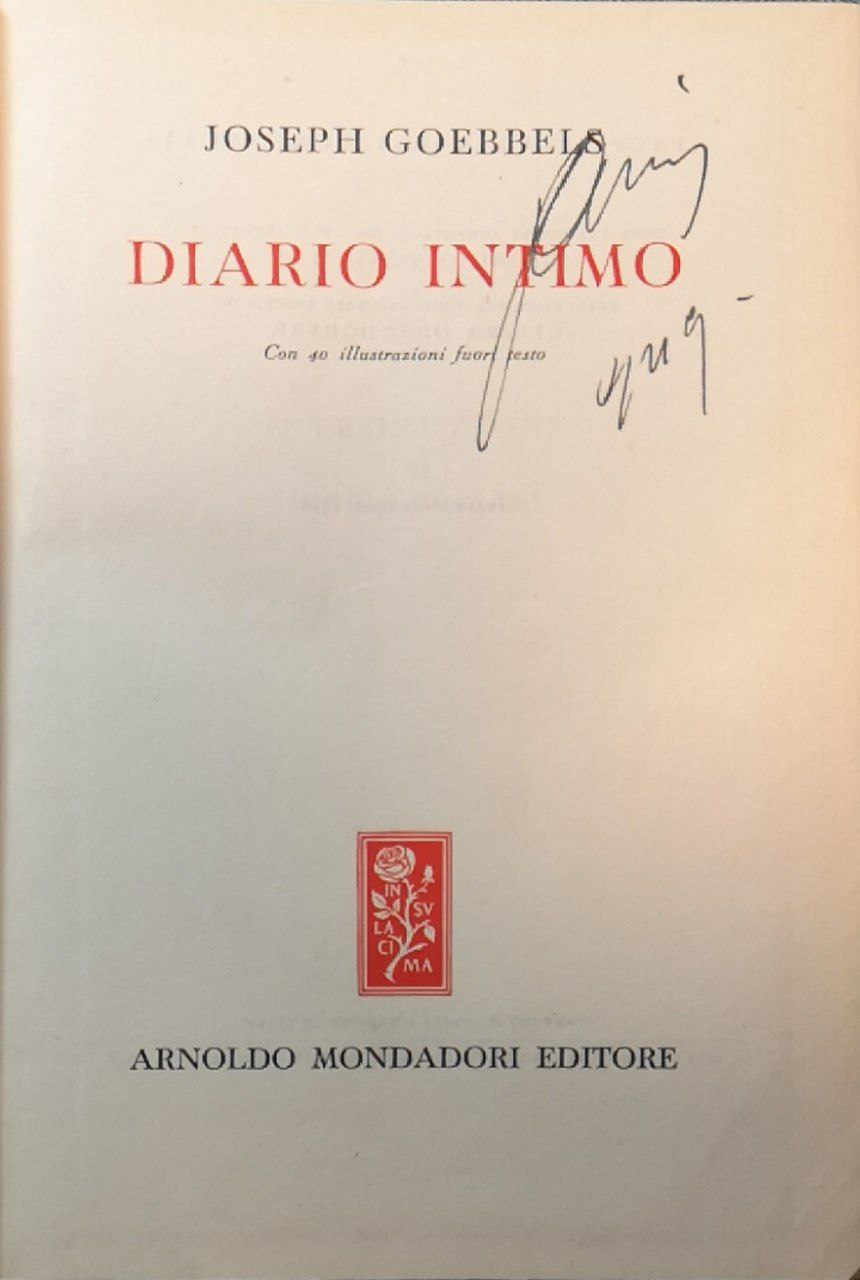 JOSEPH GOEBBELS
DIARIO INTIMO
Con 40 illustrazioni fuori testo
IN
SV
LA
CI
MA
ARNOLDO MONDADORI EDITORE